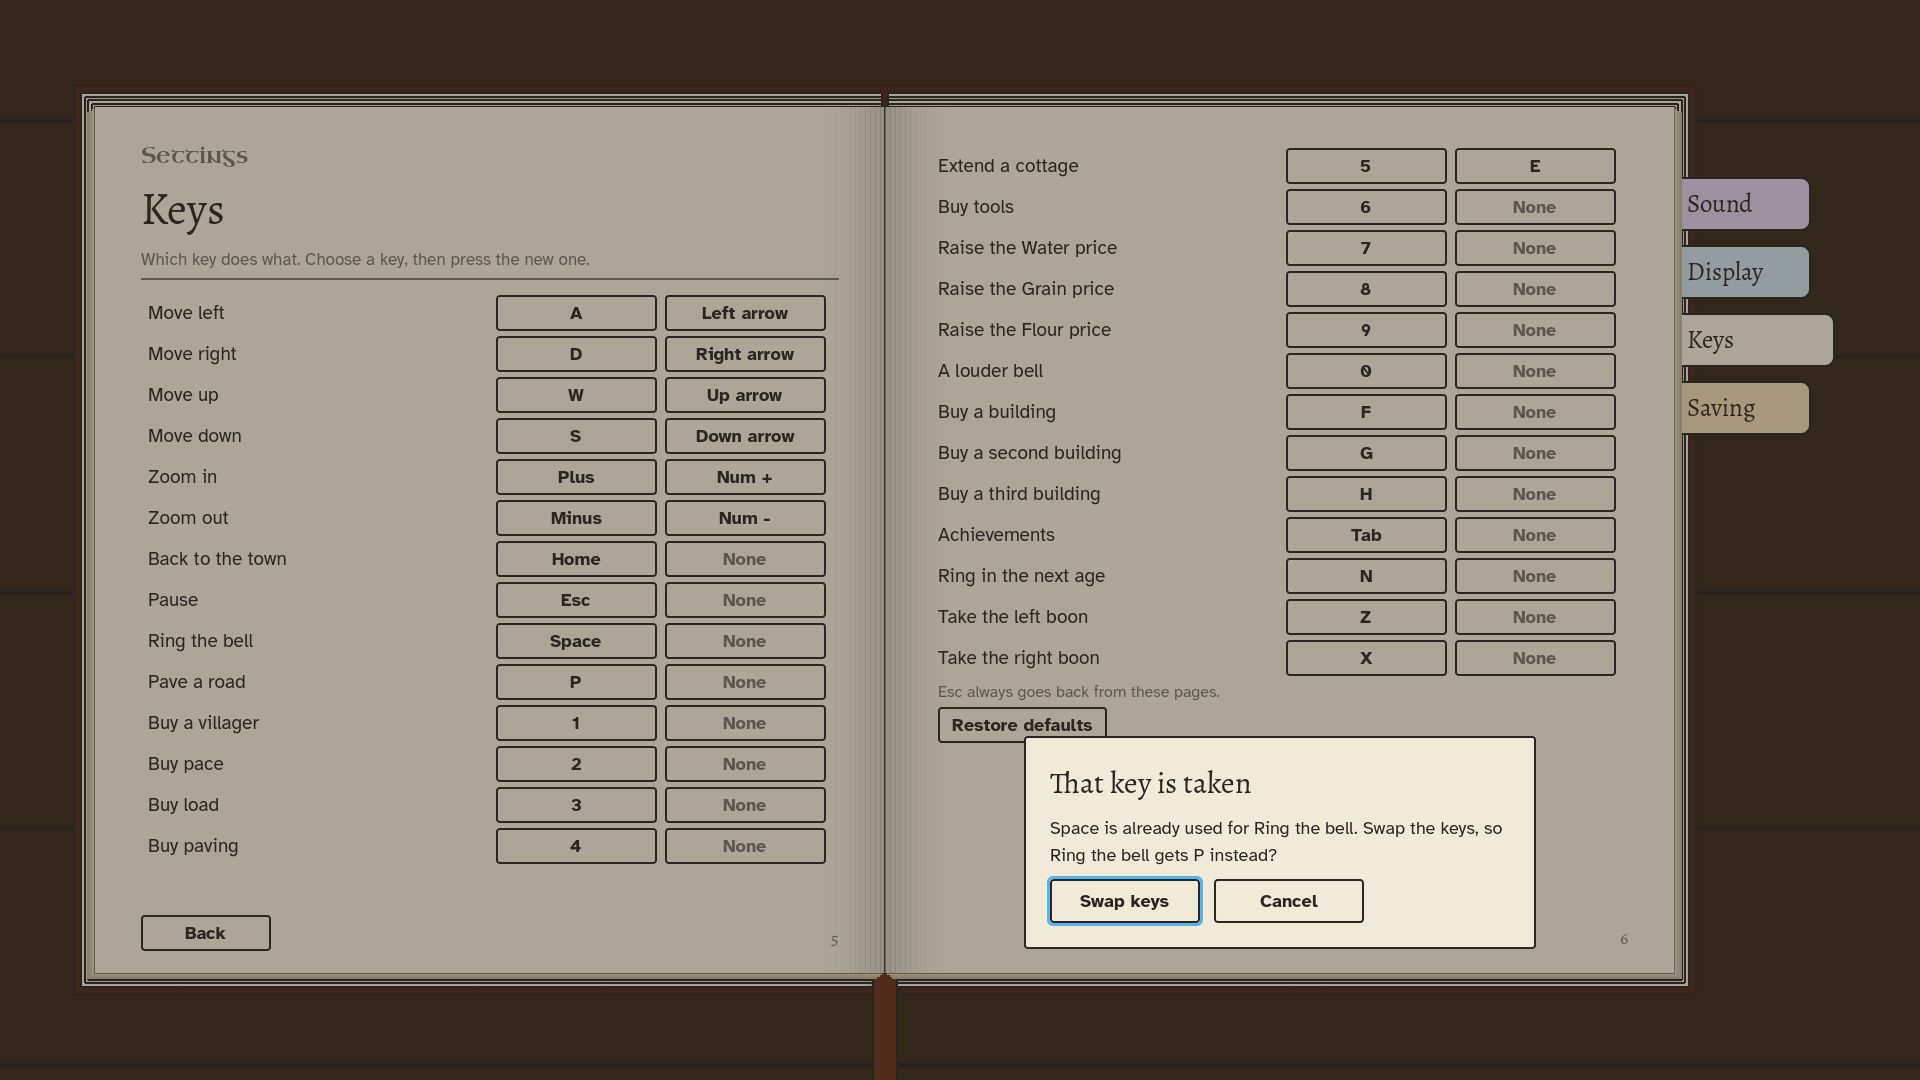 Settings
Keys
Which key does what. Choose a key, then press the new one.
Move left A Left arrow
Move right D Right arrow
Move up W Up arrow
Move down S Down arrow
Zoom in Plus Num +
Zoom out Minus Num -
Back to the town Home None
Pause Esc None
Ring the bell Space None
Pave a road P None
Buy a villager 1 None
Buy pace 2 None
Buy load 3 None
Buy paving 4 None
Back
5
Extend a cottage 5 E
Buy tools 6 None
Raise the Water price 7 None
Raise the Grain price 8 None
Raise the Flour price 9 None
A louder bell 0 None
Buy a building F None
Buy a second building G None
Buy a third building H None
Achievements Tab None
Ring in the next age N None
Take the left boon Z None
Take the right boon X None
Esc always goes back from these pages.
Restore defaults
That key is taken
Space is already used for Ring the bell. Swap the keys, so
Ring the bell gets P instead?
Swap keys Cancel
6
Sound
Display
Keys
Saving